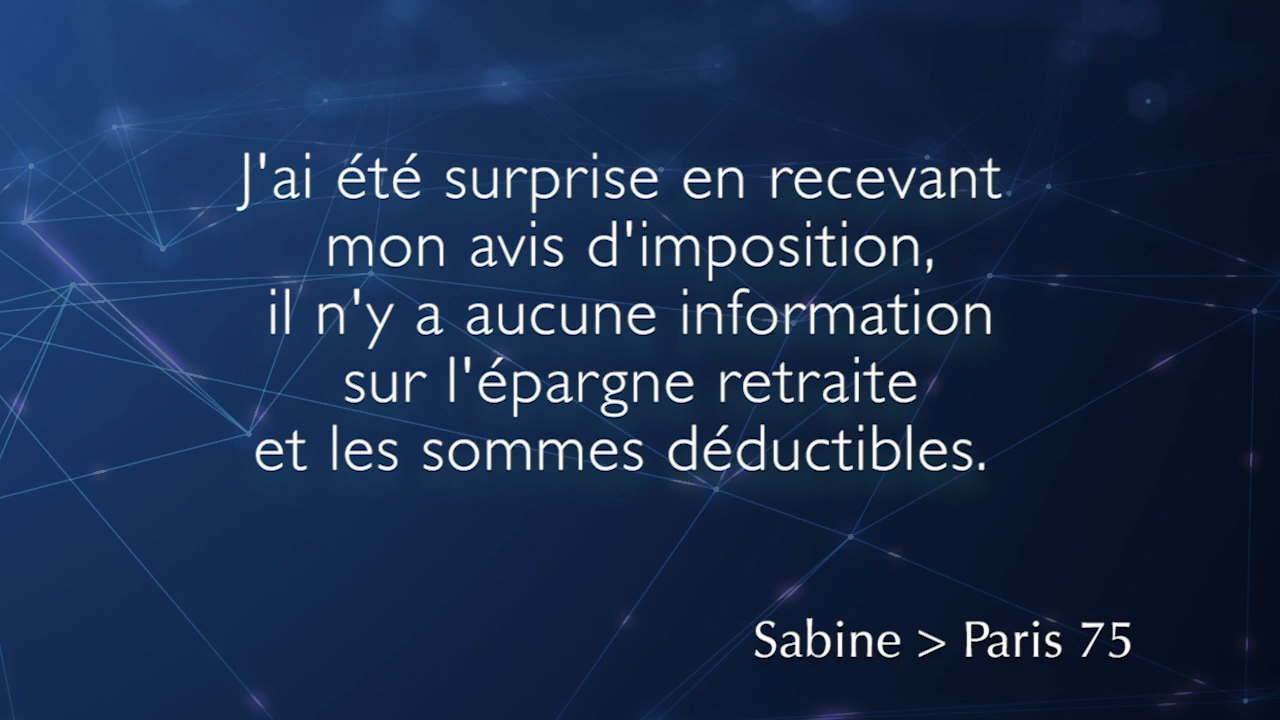 J'ai été surprise en recevant
mon avis d'imposition,
il n'y a aucune information
sur l'épargne retraite
et les sommes déductibles.
Sabine > Paris 75